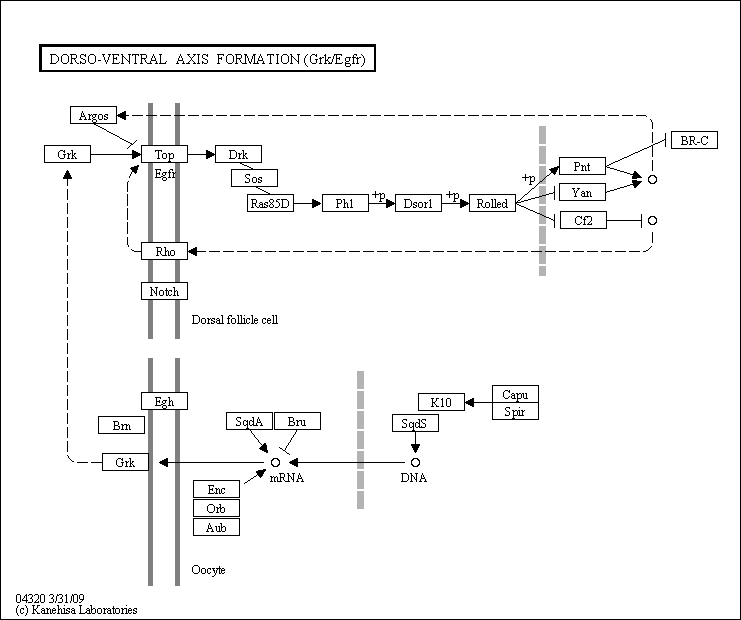 DORSO-VENTRAL AXIS FORMATION (Grk/Egfr)
Argos
BR-C
Grk
Top
Drk
Egfr
Pnt
Sos
+p
Yan
Ras85D
Ph1
+p
Dsor1
+p
Rolled
Cf2
Rho
Notch
Dorsal follicle cell
Egh
K10
Capu
Spir
Brn
SqdA
Bru
SqdS
Grk
mRNA
DNA
Enc
Orb
Aub
Oocyte
04320 3/31/09
(c) Kanehisa Laboratories